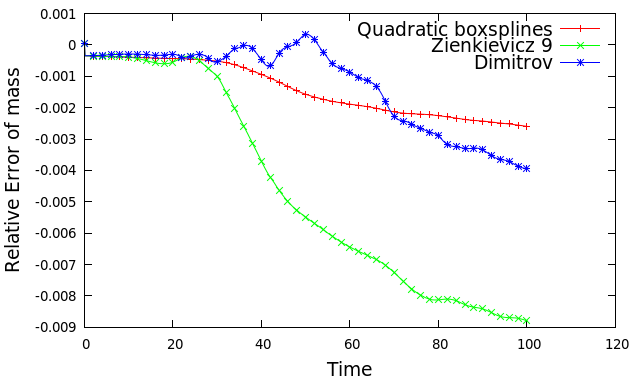 0.001
0
-0.001
-0.002
-0.003
-0.004
-0.005
-0.006
-0.007
-0.008
-0.009
Relative Error of mass
Quadratic boxsplines
Zienkievicz 9
Dimitrov
0 20 40 60 80 100 120
Time